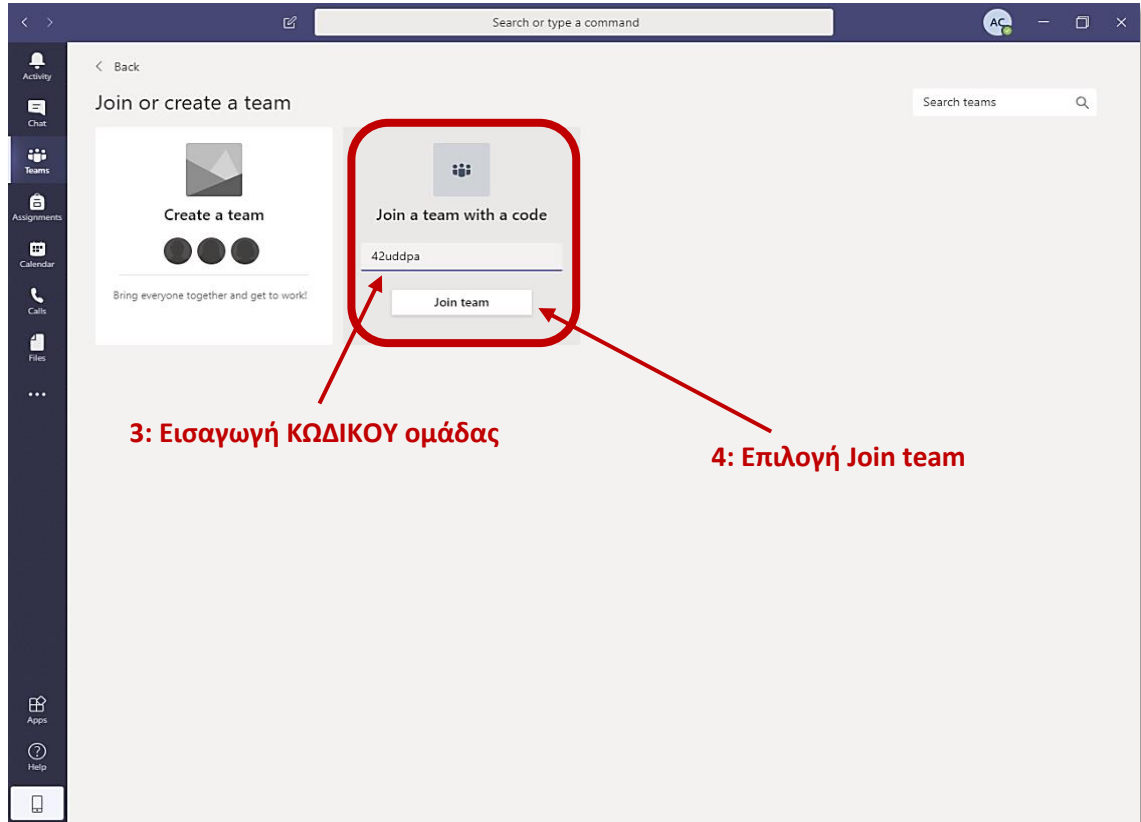 Search or type a command
AC
Activity
Chat
Teams
Assignments
Calendar
Calls
Files
Apps
Help
Back
Join or create a team
Search teams
Create a team
Bring everyone together and get to work!
Join a team with a code
42uddpa
Join team
3: Εισαγωγή ΚΩΔΙΚΟΥ ομάδας
4: Επιλογή Join team